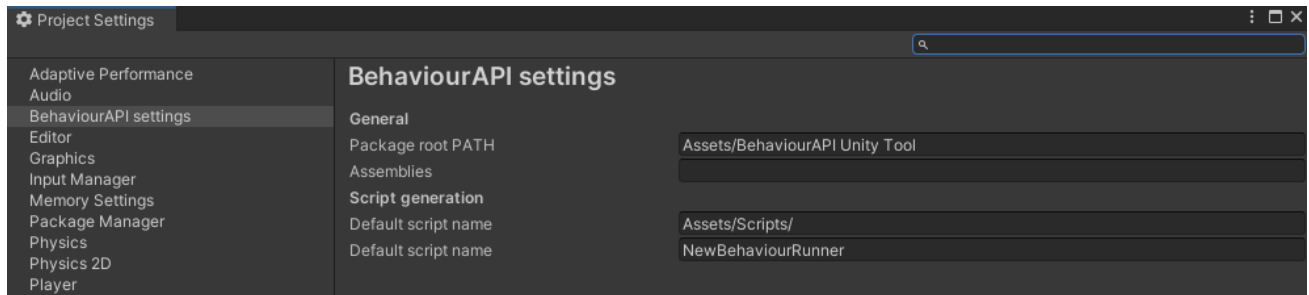 Project Settings
Adaptive Performance
Audio
BehaviourAPI settings
Editor
Graphics
Input Manager
Memory Settings
Package Manager
Physics
Physics 2D
Player
BehaviourAPI settings
General
Package root PATH Assets/BehaviourAPI Unity Tool
Assemblies
Script generation
Default script name Assets/Scripts/
Default script name NewBehaviourRunner